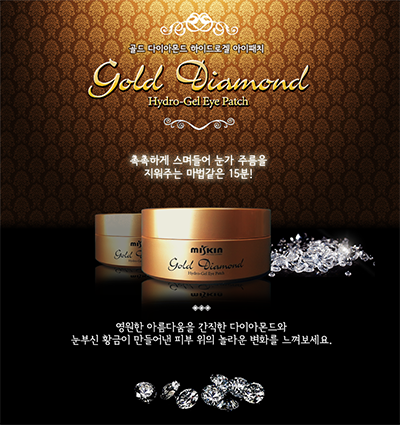 골드 다이아몬드 하이드로겔 아이패치
Gold Diamond
Hydro-Gel Eye Patch
촉촉하게 스며들어 눈가 주름을
지워주는 마법같은 15분!
miskin
Gold Diamond
Hydro-Gel Eye Patch
영원한 아름다움을 간직한 다이아몬드와
눈부신 황금이 만들어낸 피부 위의 놀라운 변화를 느껴보세요.